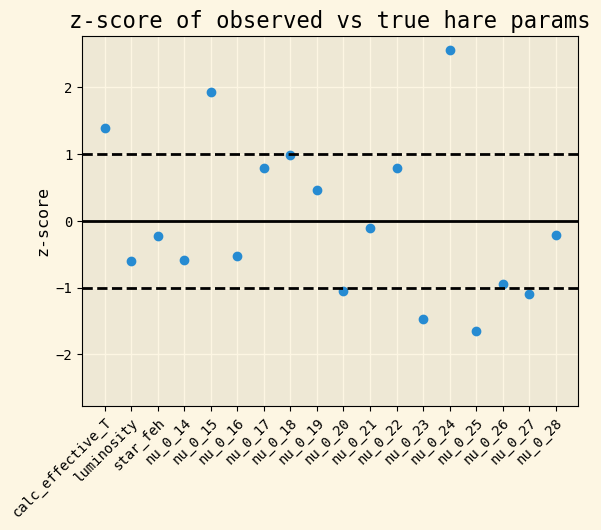 z-score of observed vs true hare params
z-score
2
1
0
−1
−2
calc_effective_T
luminosity
star_feh
nu_0_14
nu_0_15
nu_0_16
nu_0_17
nu_0_18
nu_0_19
nu_0_20
nu_0_21
nu_0_22
nu_0_23
nu_0_24
nu_0_25
nu_0_26
nu_0_27
nu_0_28